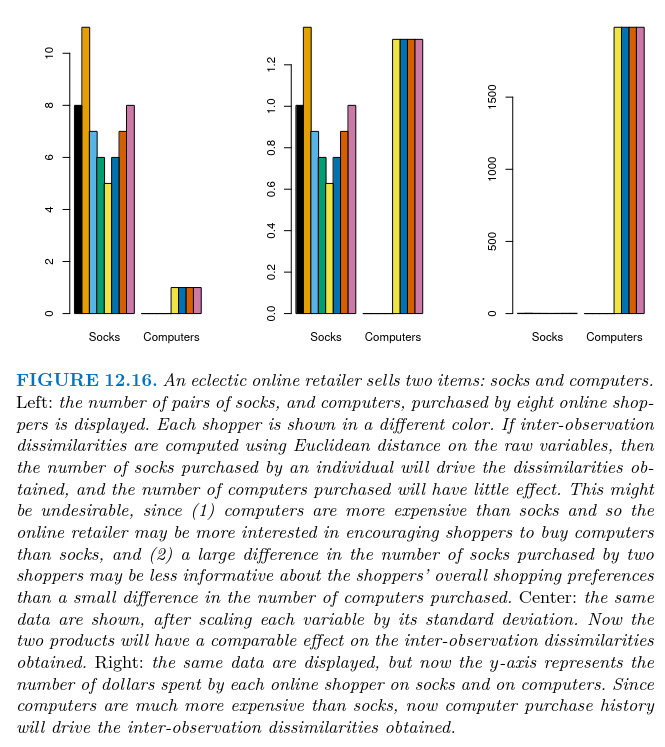 0 2 4 6 8 10
Socks Computers
0.0 0.2 0.4 0.6 0.8 1.0 1.2
Socks Computers
0 500 1000 1500
Socks Computers
FIGURE 12.16. An eclectic online retailer sells two items: socks and computers.
Left: the number of pairs of socks, and computers, purchased by eight online shop-
pers is displayed. Each shopper is shown in a different color. If inter-observation
dissimilarities are computed using Euclidean distance on the raw variables, then
the number of socks purchased by an individual will drive the dissimilarities ob-
tained, and the number of computers purchased will have little effect. This might
be undesirable, since (1) computers are more expensive than socks and so the
online retailer may be more interested in encouraging shoppers to buy computers
than socks, and (2) a large difference in the number of socks purchased by two
shoppers may be less informative about the shoppers' overall shopping preferences
than a small difference in the number of computers purchased. Center: the same
data are shown, after scaling each variable by its standard deviation. Now the
two products will have a comparable effect on the inter-observation dissimilarities
obtained. Right: the same data are displayed, but now the y-axis represents the
number of dollars spent by each online shopper on socks and on computers. Since
computers are much more expensive than socks, now computer purchase history
will drive the inter-observation dissimilarities obtained.